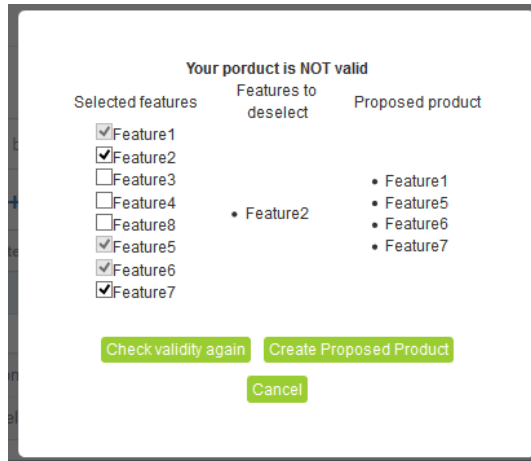 Your porduct is NOT valid
Selected features
Features to
deselect
Proposed product
Feature1
Feature2
Feature3
Feature4
Feature8
Feature5
Feature6
Feature7
• Feature2
• Feature1
• Feature5
• Feature6
• Feature7
Check validity again
Create Proposed Product
Cancel